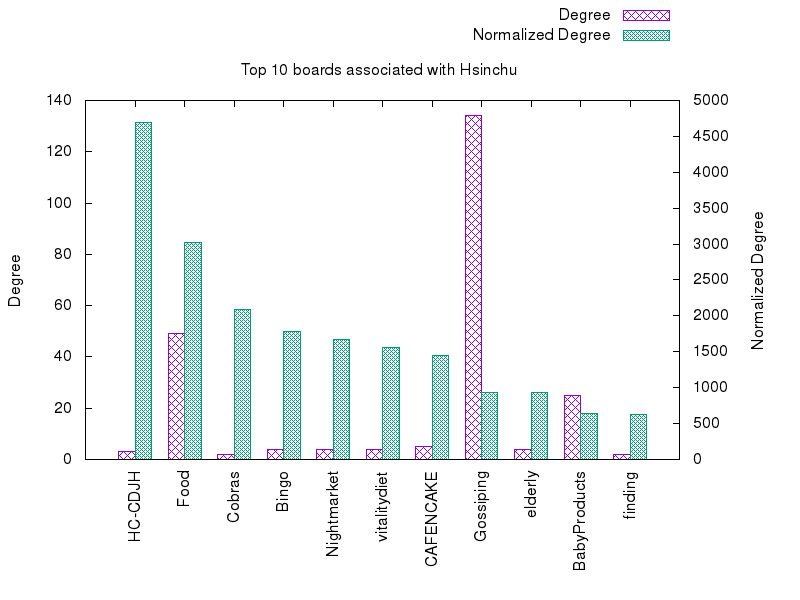 Degree
Normalized Degree
Top 10 boards associated with Hsinchu
140
120
100
80
60
40
20
0
5000
4500
4000
3500
3000
2500
2000
1500
1000
500
0
Degree
Normalized Degree
HC-CDJH
Food
Cobras
Bingo
Nightmarket
vitalitydiet
CAFENCAKE
Gossiping
elderly
BabyProducts
finding